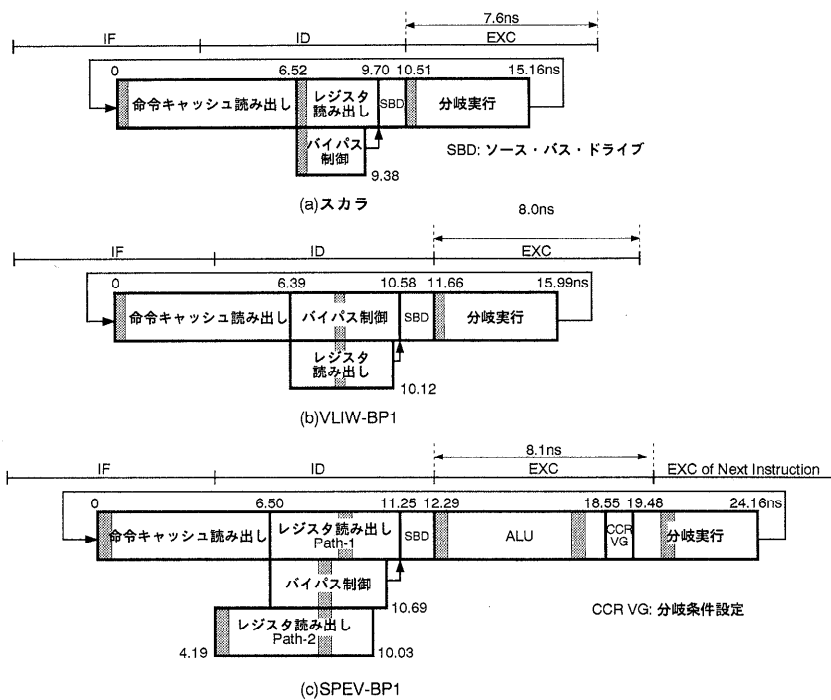 7.6ns
IF ID EXC
0 6.52 9.70 10.51 15.16ns
命令キャッシュ読み出し
レジスタ
読み出し
SBD
分岐実行
バイパス
制御
9.38
SBD: ソース・バス・ドライブ
(a)スカラ
8.0ns
IF ID EXC
0 6.39 10.58 11.66 15.99ns
命令キャッシュ読み出し
バイパス制御
SBD
分岐実行
レジスタ
読み出し
10.12
(b)VLIW-BP1
8.1ns
IF ID EXC EXC of Next Instruction
0 6.50 11.25 12.29 18.55 19.48 24.16ns
命令キャッシュ読み出し
レジスタ読み出し
Path-1
SBD
ALU
CCR
VG
分岐実行
バイパス制御
10.69
レジスタ読み出し
Path-2
4.19
10.03
CCR VG: 分岐条件設定
(c)SPEV-BP1